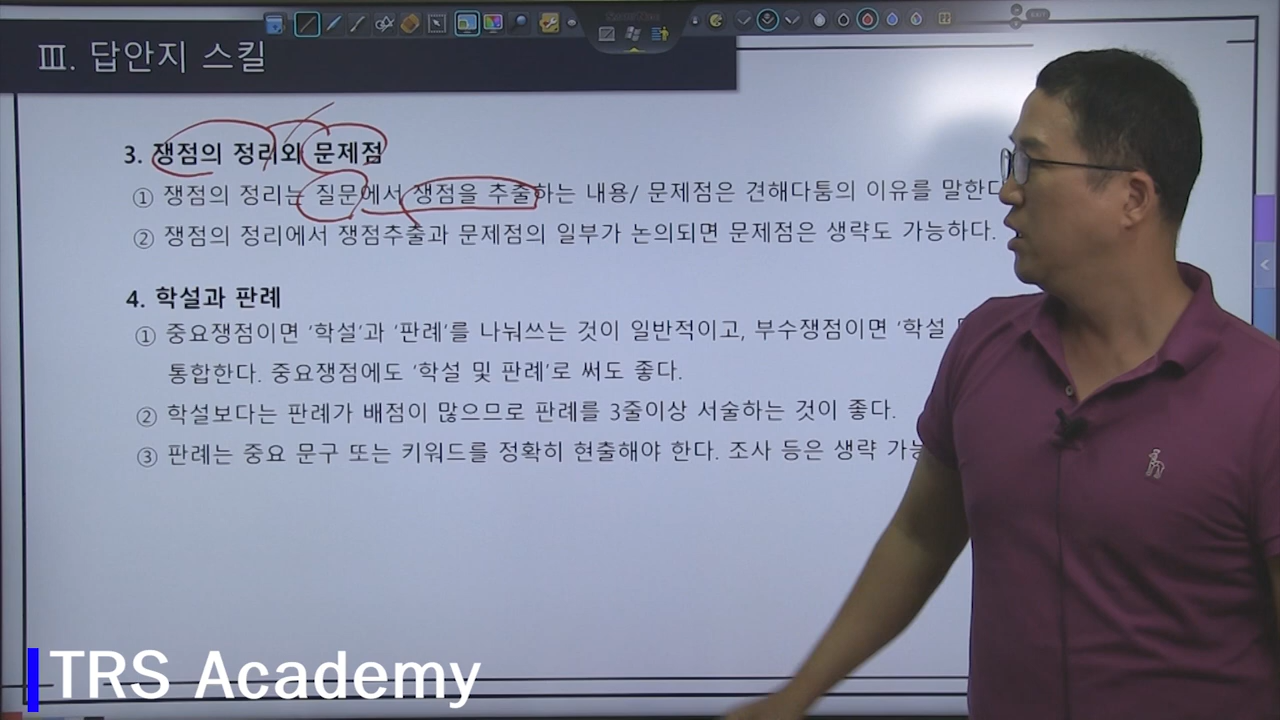 Ⅲ. 답안지 스킬
3. 쟁점의 정리와 문제점
① 쟁점의 정리는 질문에서 쟁점을 추출하는 내용/ 문제점은 견해다툼의 이유를 말한다
② 쟁점의 정리에서 쟁점추출과 문제점의 일부가 논의되면 문제점은 생략도 가능하다.
4. 학설과 판례
① 중요쟁점이면 '학설'과 '판례'를 나눠쓰는 것이 일반적이고, 부수쟁점이면 '학설
통합한다. 중요쟁점에도 '학설 및 판례'로 써도 좋다.
② 학설보다는 판례가 배점이 많으므로 판례를 3줄이상 서술하는 것이 좋다.
③ 판례는 중요 문구 또는 키워드를 정확히 현출해야 한다. 조사 등은 생략 가능
TRS Academy